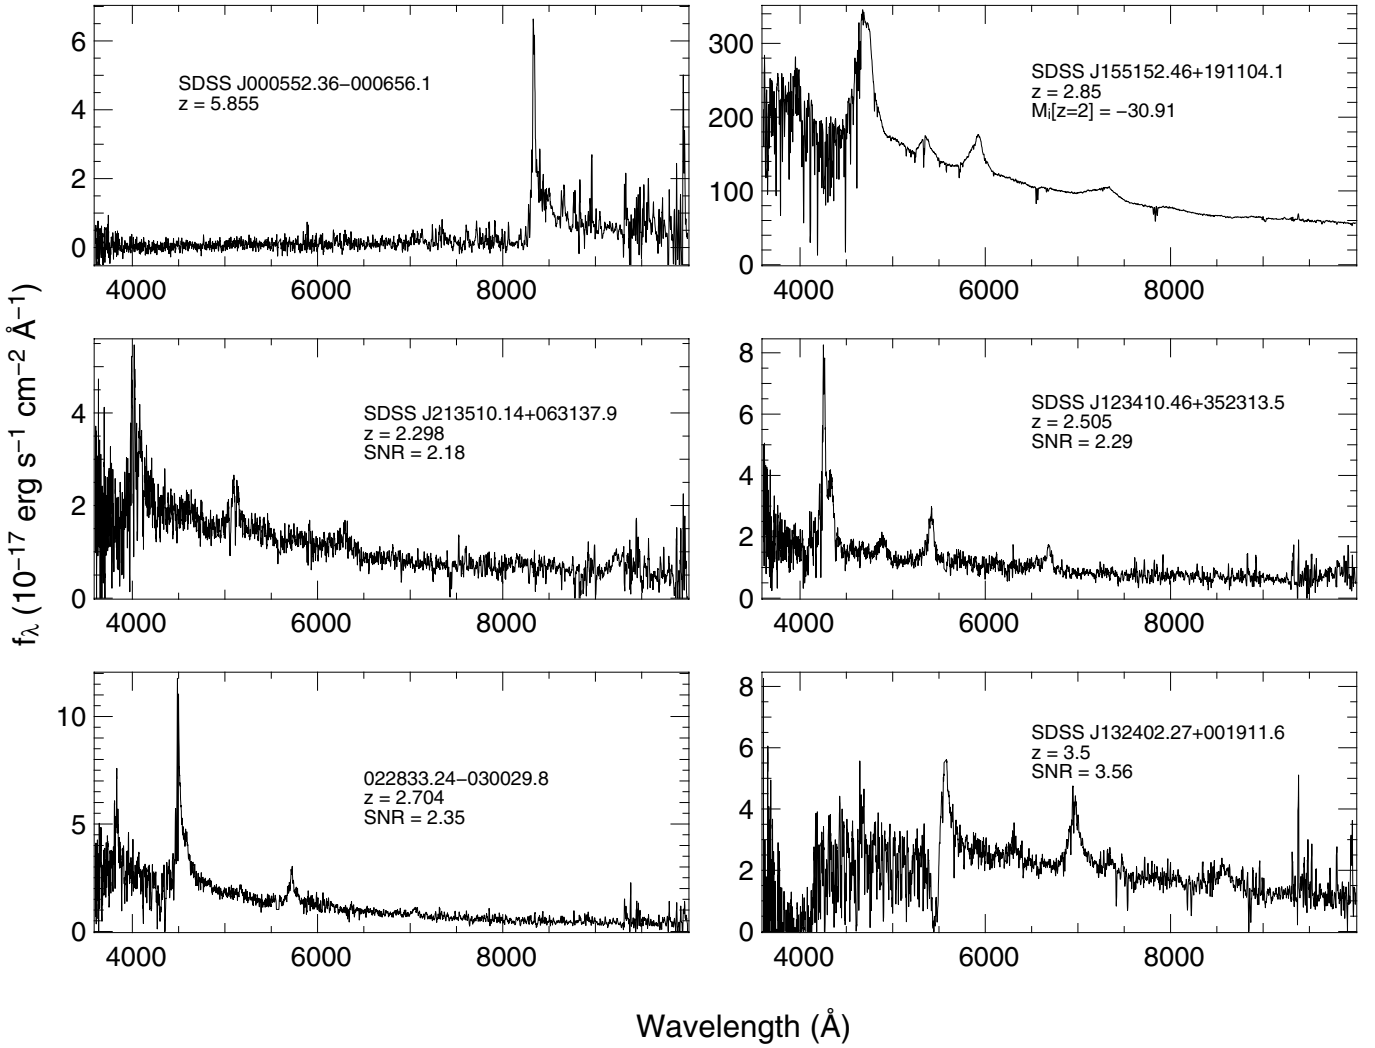 6
4
2
0
SDSS J000552.36−000656.1
z = 5.855
4000 6000 8000
300
200
100
0
SDSS J155152.46+191104.1
z = 2.85
Mi[z=2] = −30.91
4000 6000 8000
4
2
0
SDSS J213510.14+063137.9
z = 2.298
SNR = 2.18
4000 6000 8000
8
6
4
2
0
SDSS J123410.46+352313.5
z = 2.505
SNR = 2.29
4000 6000 8000
10
5
0
022833.24−030029.8
z = 2.704
SNR = 2.35
4000 6000 8000
8
6
4
2
0
SDSS J132402.27+001911.6
z = 3.5
SNR = 3.56
4000 6000 8000
fλ (10−17 erg s−1 cm−2 Å−1)
Wavelength (Å)